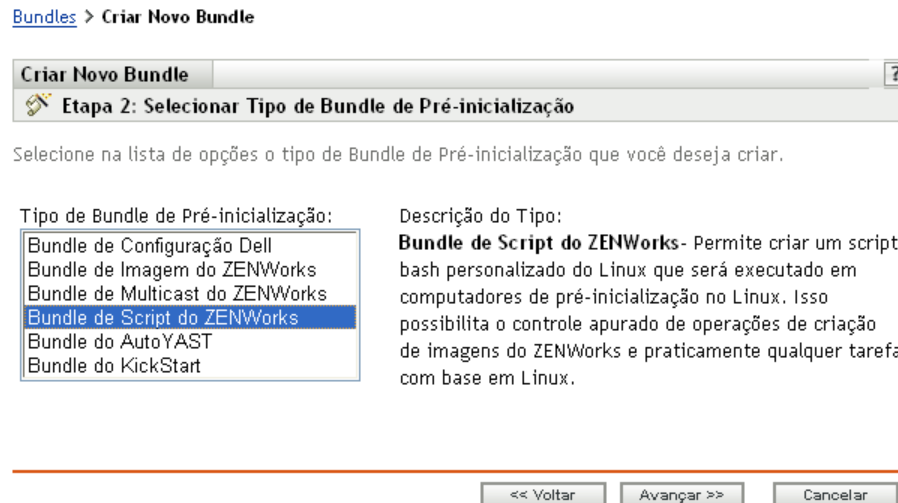 Bundles > Criar Novo Bundle
Criar Novo Bundle
?
Etapa 2: Selecionar Tipo de Bundle de Pré-inicialização
Selecione na lista de opções o tipo de Bundle de Pré-inicialização que você deseja criar.
Tipo de Bundle de Pré-inicialização:
Bundle de Configuração Dell
Bundle de Imagem do ZENWorks
Bundle de Multicast do ZENWorks
Bundle de Script do ZENWorks
Bundle do AutoYAST
Bundle do KickStart
Descrição do Tipo:
Bundle de Script do ZENWorks- Permite criar um script
bash personalizado do Linux que será executado em
computadores de pré-inicialização no Linux. Isso
possibilita o controle apurado de operações de criação
de imagens do ZENWorks e praticamente qualquer tarefa
com base em Linux.
<< Voltar
Avançar >>
Cancelar